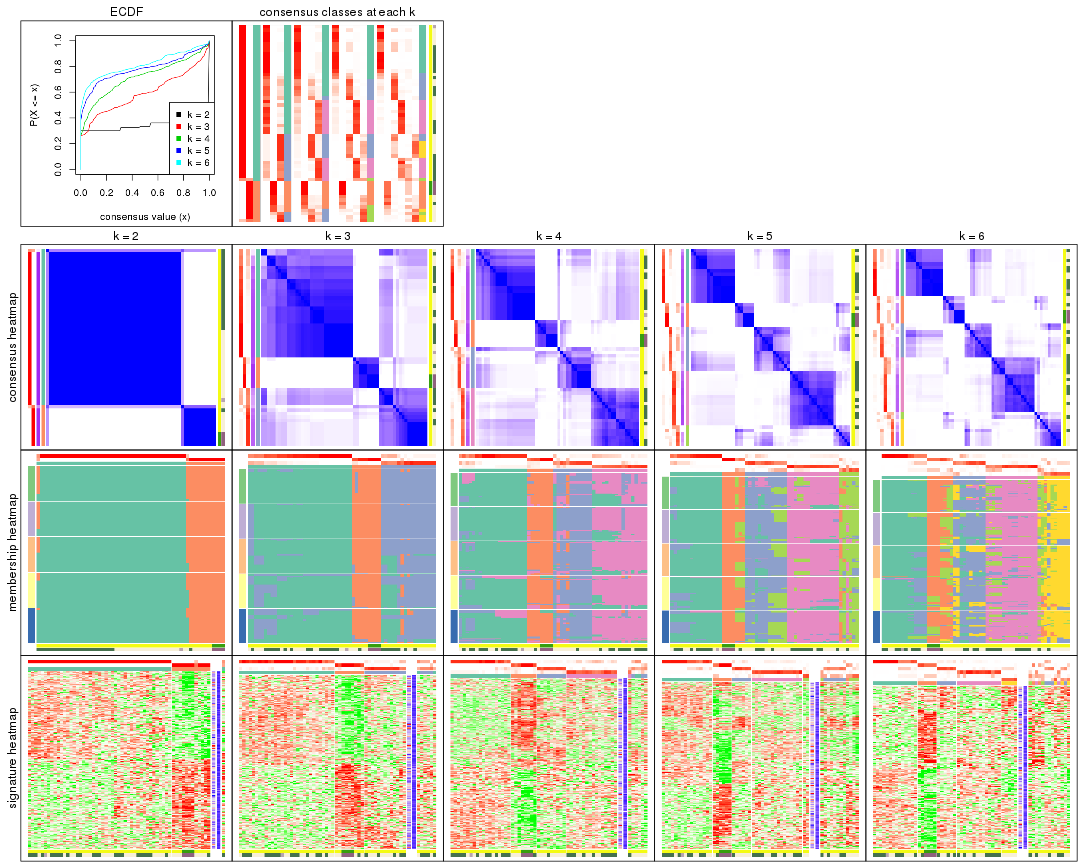 ECDF
consensus classes at each k
P(X <= x)
0.0 0.2 0.4 0.6 0.8 1.0
k = 2
k = 3
k = 4
k = 5
k = 6
0.0 0.2 0.4 0.6 0.8 1.0
consensus value (x)
k = 2
k = 3
k = 4
k = 5
k = 6
consensus heatmap
membership heatmap
signature heatmap